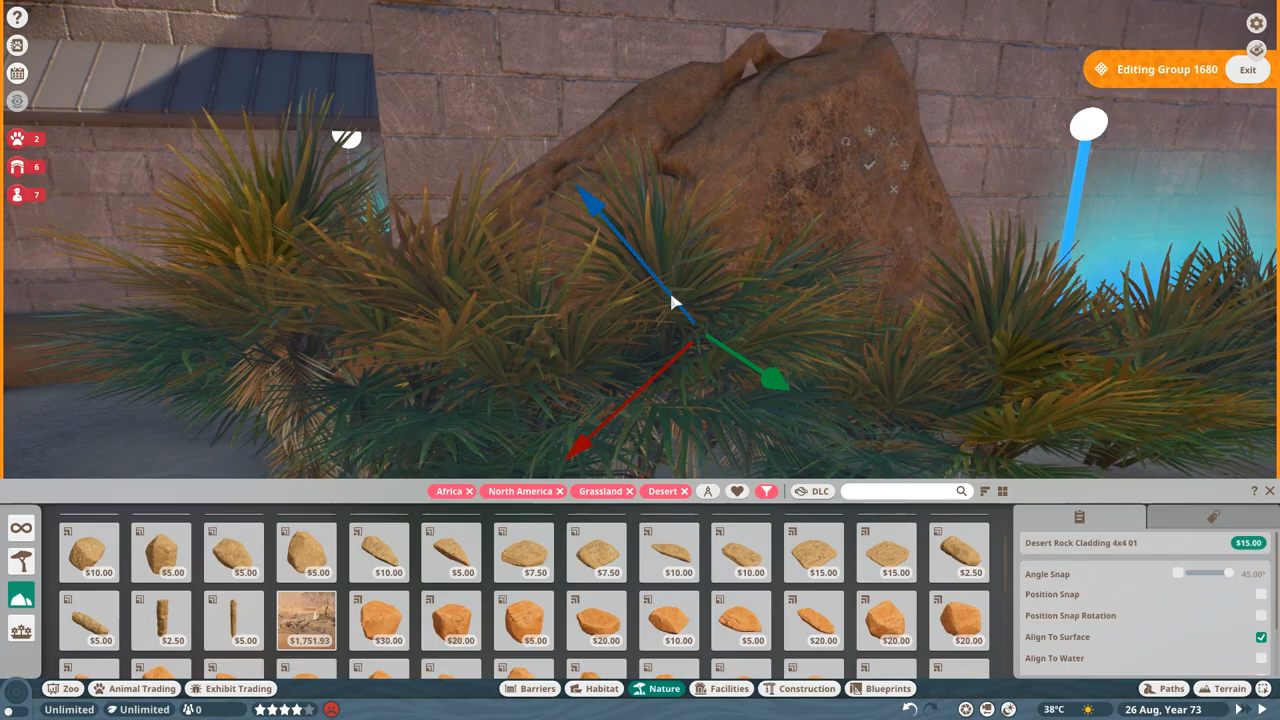 ?
Editing Group 1680 Exit
2
6
7
Africa ✕ North America ✕ Grassland ✕ Desert ✕ DLC ? ✕
$10.00 $5.00 $5.00 $5.00 $10.00 $5.00 $7.50 $7.50 $10.00 $10.00 $15.00 $15.00 $2.50
$5.00 $2.50 $5.00 $1,751.93 $30.00 $20.00 $5.00 $20.00 $10.00 $5.00 $20.00 $20.00 $20.00
Desert Rock Cladding 4x4 01 $15.00
Angle Snap 45.00°
Position Snap
Position Snap Rotation
Align To Surface
Align To Water
Zoo Animal Trading Exhibit Trading Barriers Habitat Nature Facilities Construction Blueprints Paths Terrain
Unlimited Unlimited 0 38°C 26 Aug, Year 73